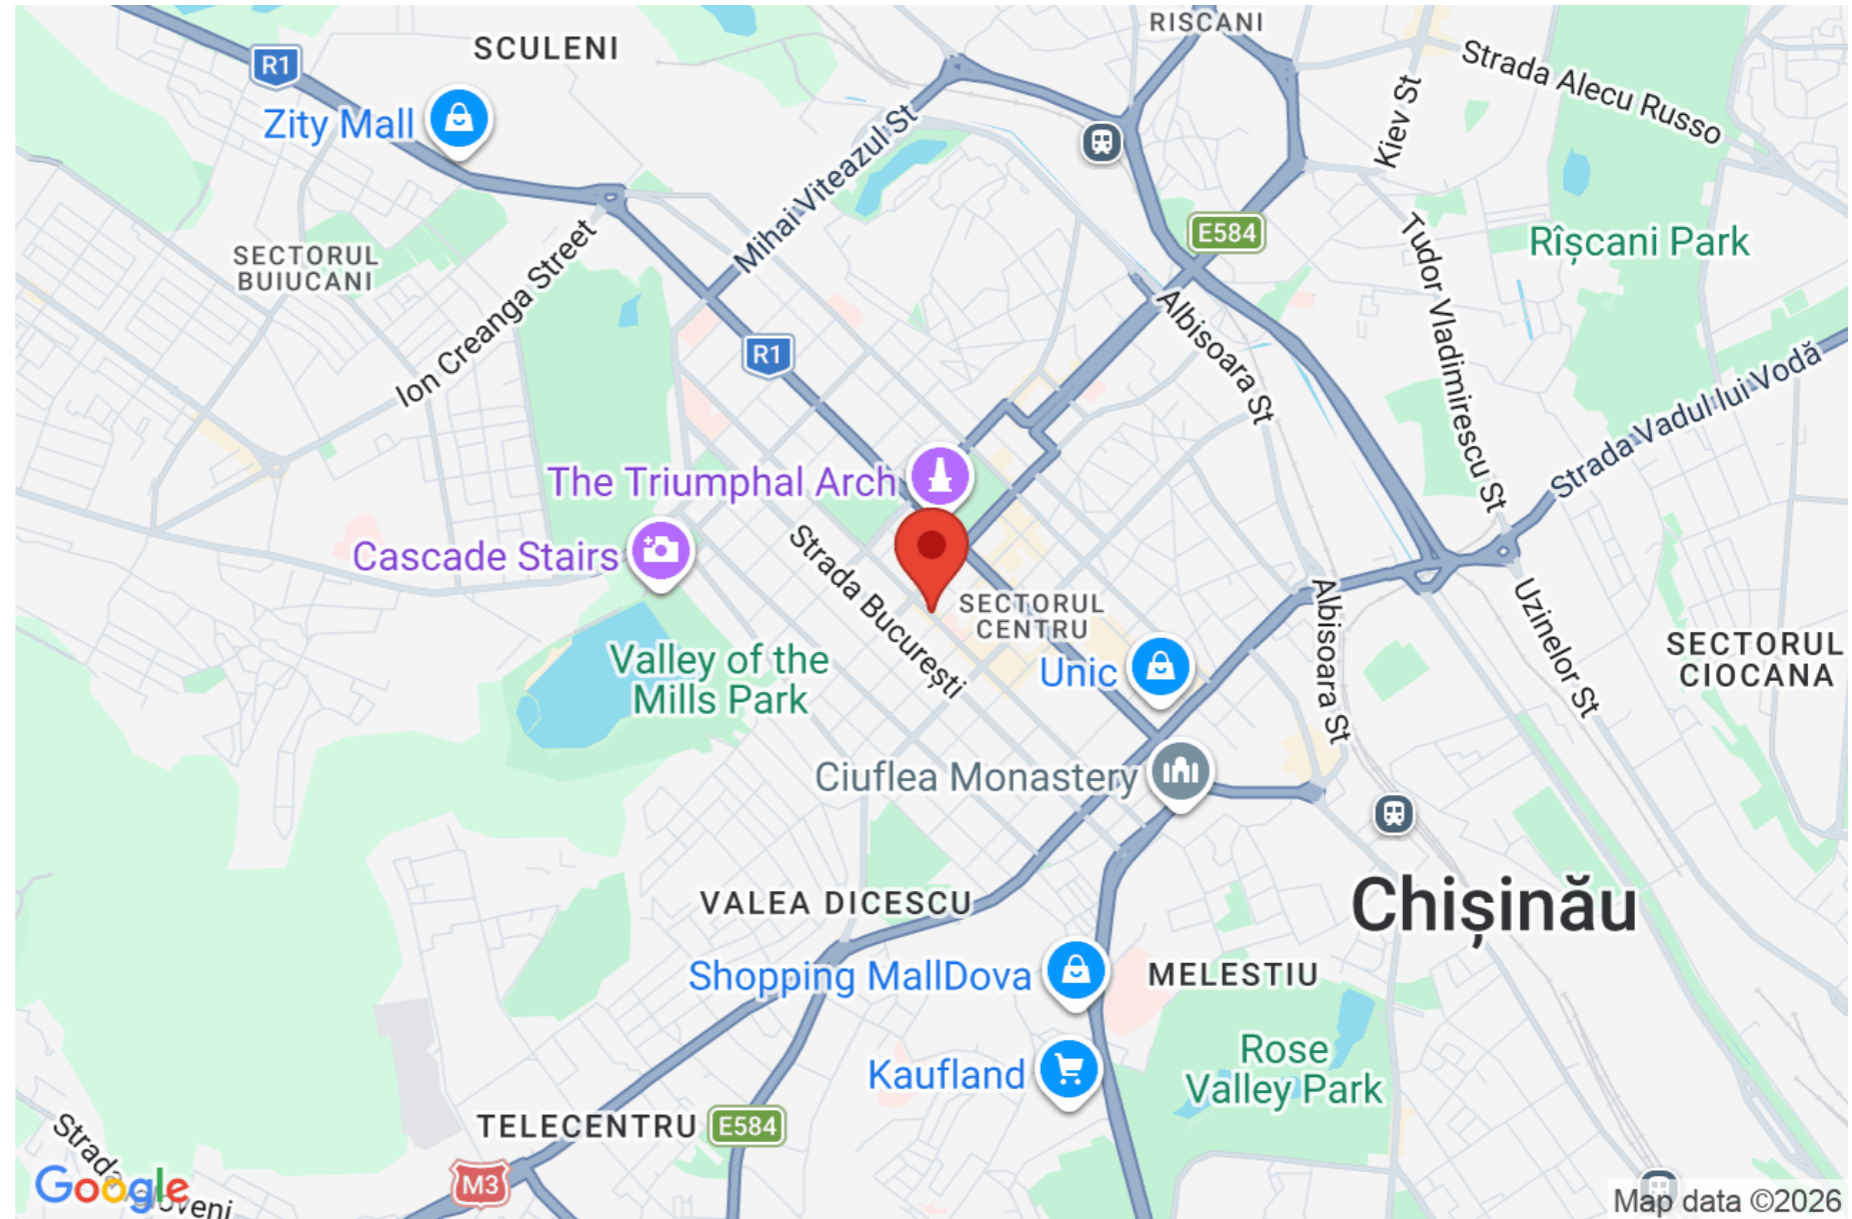 RISCANI
SCULENI
R1
Strada Alecu Russo
Zity Mall
Kiev St
Mihai Viteazul St
E584
Rîșcani Park
SECTORUL
BUIUCANI
Ion Creanga Street
Tudor Vladimirescu St
Albisoara St
R1
Strada Vadul lui Vodă
The Triumphal Arch
Cascade Stairs
Strada București
SECTORUL
CENTRU
Albisoara St
Uzinelor St
SECTORUL
CIOCANA
Valley of the
Mills Park
Unic
Ciuflea Monastery
VALEA DICESCU
Chișinău
Shopping MallDova
MELESTIU
Rose
Valley Park
Kaufland
TELECENTRU
E584
M3
Strada
Google
Map data ©2026